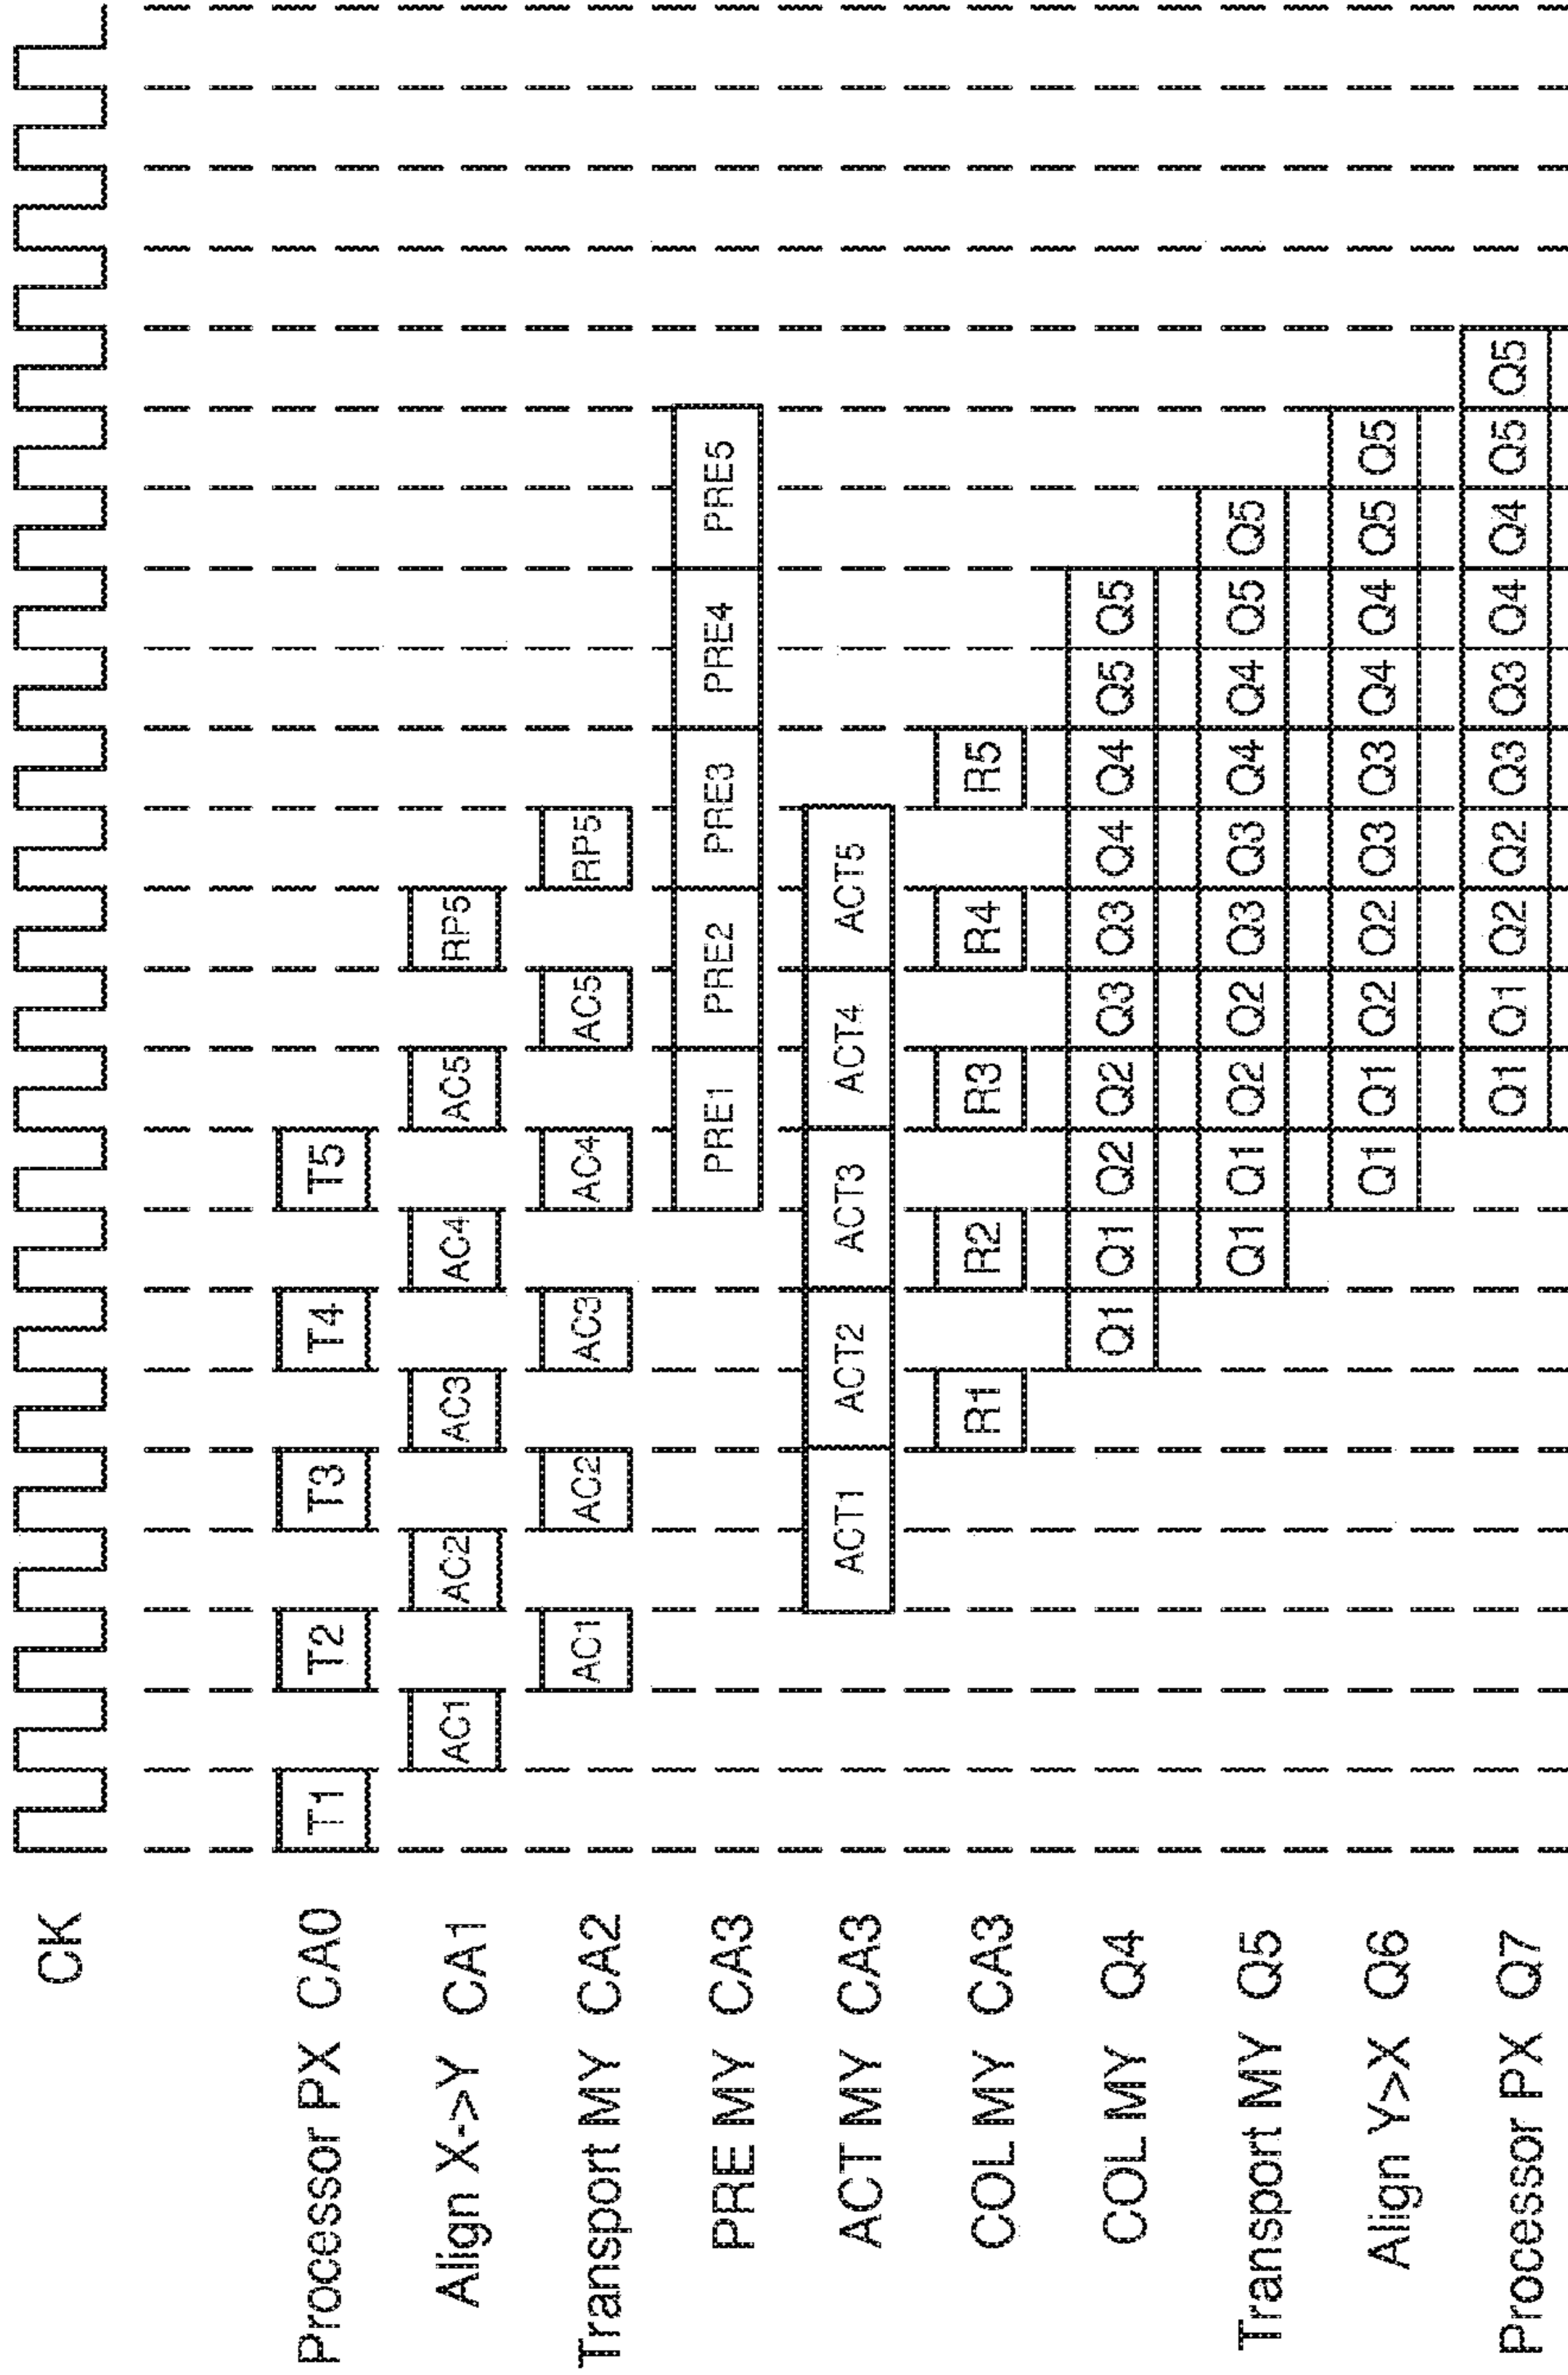 CK
Processor PX CA0 T1 T2 T3 T4 T5
Align X->Y CA1 AC1 AC2 AC3 AC4 AC5 RP5
Transport MY CA2 AC1 AC2 AC3 AC4 AC5 RP5
PRE MY CA3 PRE1 PRE2 PRE3 PRE4 PRE5
ACT MY CA3 ACT1 ACT2 ACT3 ACT4 ACT5
COL MY CA3 R1 R2 R3 R4 R5
COL MY Q4 Q1 Q1 Q2 Q2 Q3 Q3 Q4 Q4 Q5 Q5
Transport MY Q5 Q1 Q1 Q2 Q2 Q3 Q3 Q4 Q4 Q5 Q5
Align Y>X Q6 Q1 Q1 Q2 Q2 Q3 Q3 Q4 Q4 Q5 Q5
Processor PX Q7 Q1 Q1 Q2 Q2 Q3 Q3 Q4 Q4 Q5 Q5